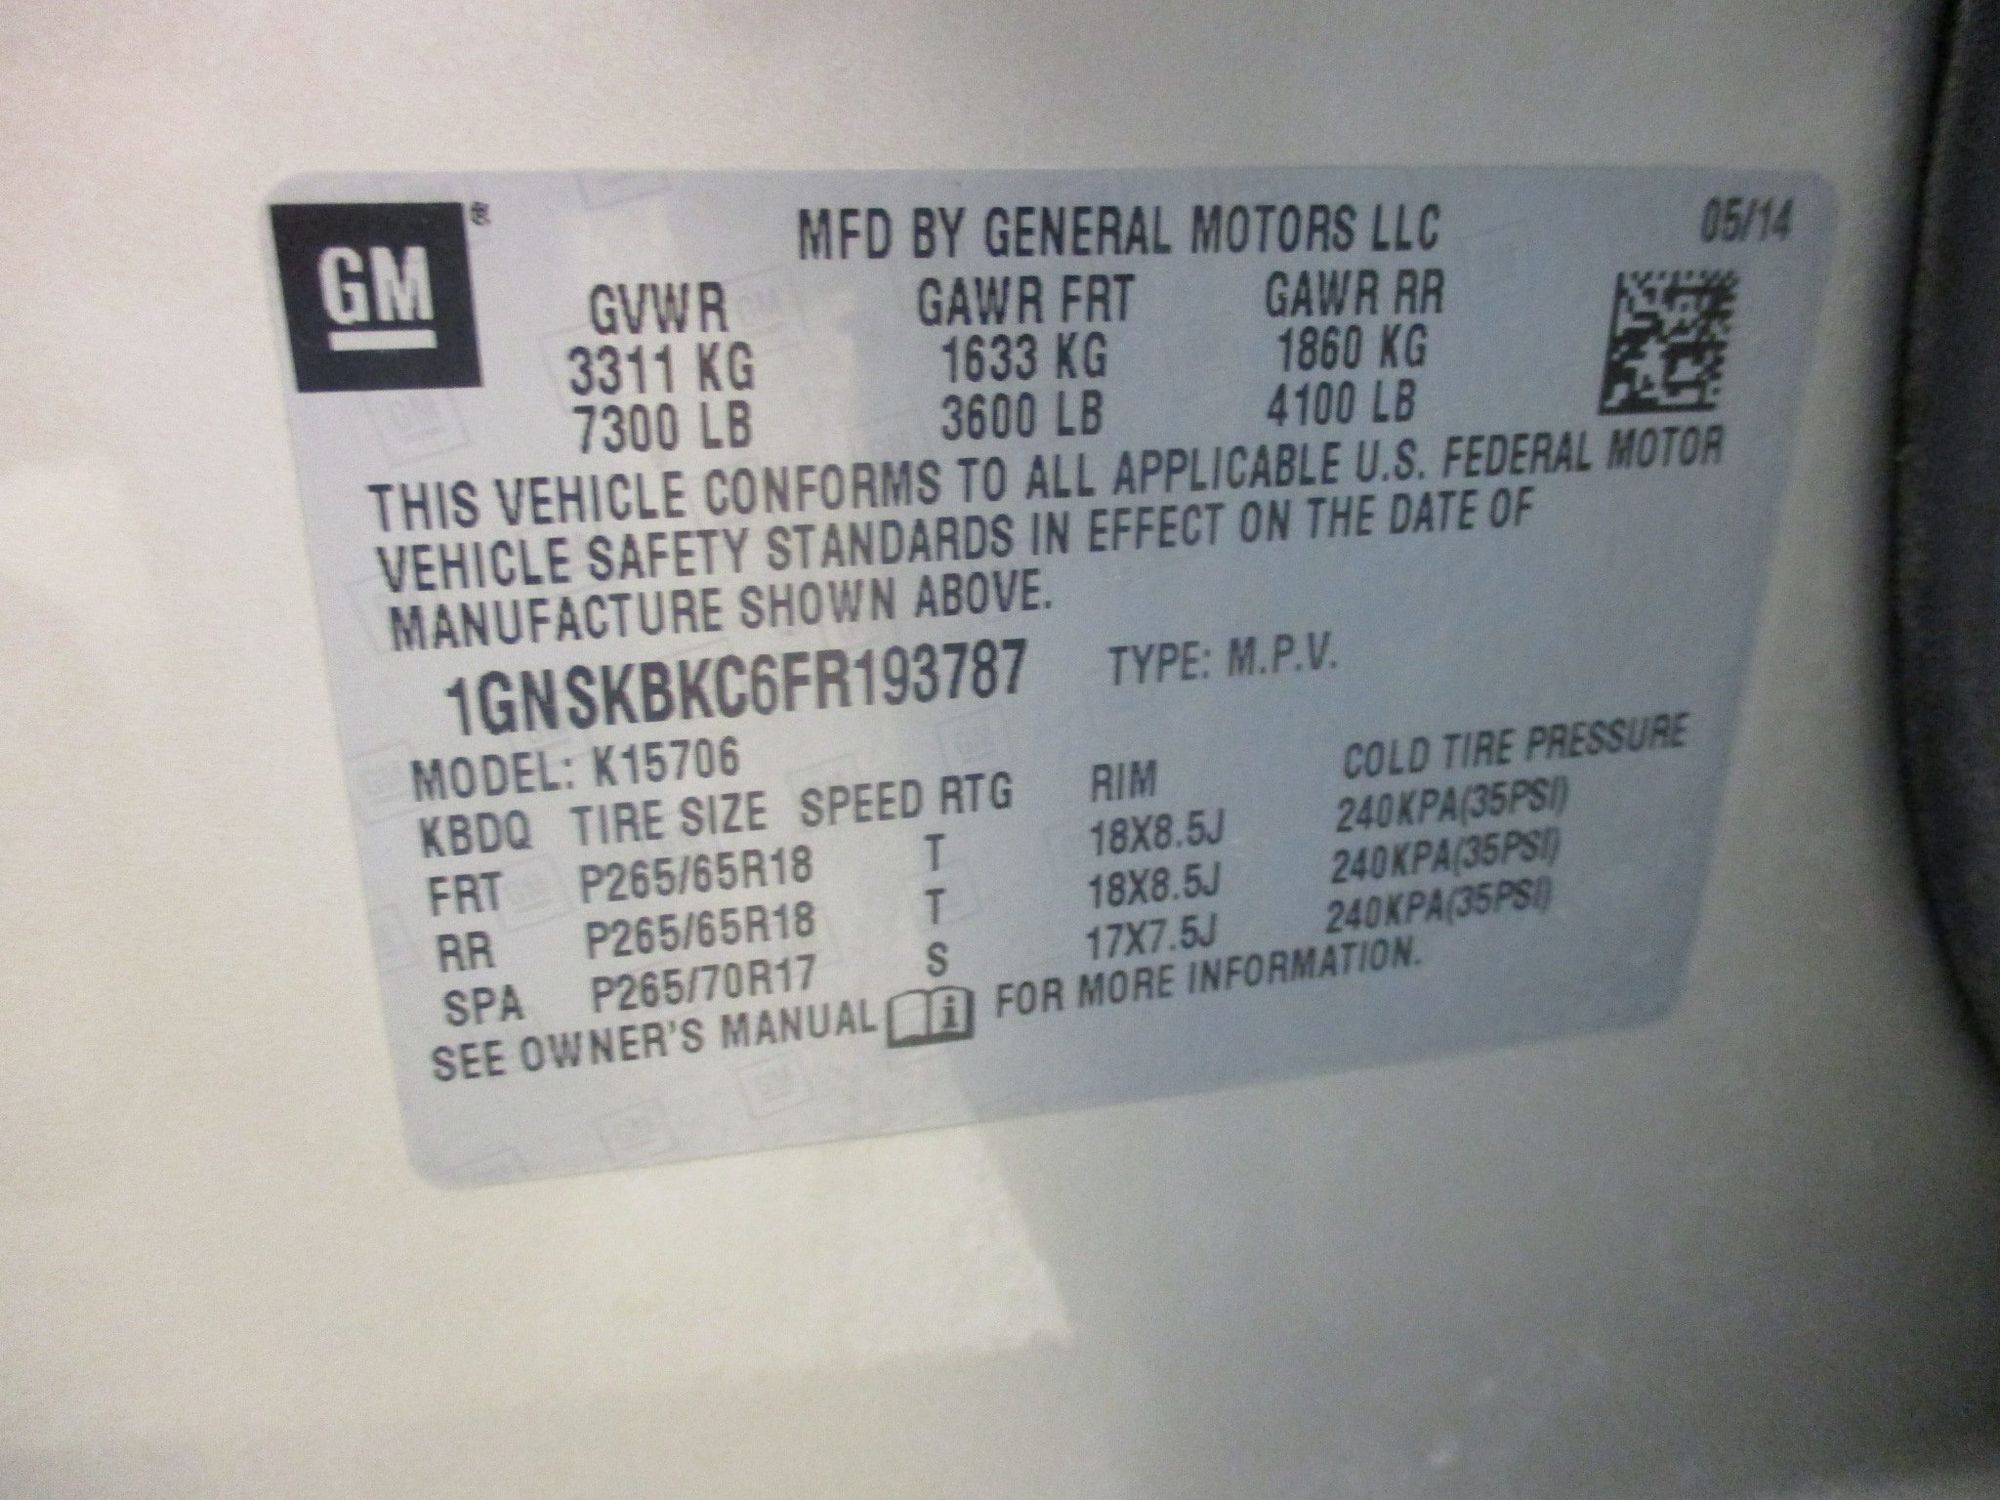 GM®
MFD BY GENERAL MOTORS LLC 05/14
GVWR GAWR FRT GAWR RR
3311 KG 1633 KG 1860 KG
7300 LB 3600 LB 4100 LB
THIS VEHICLE CONFORMS TO ALL APPLICABLE U.S. FEDERAL MOTOR
VEHICLE SAFETY STANDARDS IN EFFECT ON THE DATE OF
MANUFACTURE SHOWN ABOVE.
1GNSKBKC6FR193787 TYPE: M.P.V.
MODEL: K15706
KBDQ TIRE SIZE SPEED RTG RIM COLD TIRE PRESSURE
FRT P265/65R18 T 18X8.5J 240KPA(35PSI)
RR P265/65R18 T 18X8.5J 240KPA(35PSI)
SPA P265/70R17 S 17X7.5J 240KPA(35PSI)
SEE OWNER'S MANUAL i FOR MORE INFORMATION.